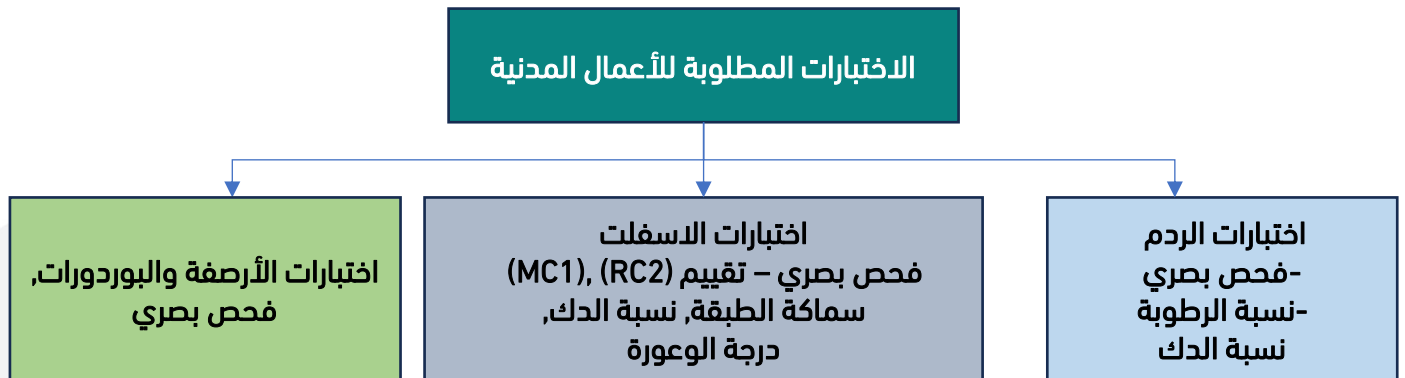 الاختبارات المطلوبة للأعمال المدنية
اختبارات الردم
-فحص بصري
-نسبة الرطوبة
نسبة الدك
اختبارات الاسفلت
فحص بصري – تقييم (RC2) ,(MC1)
سماكة الطبقة, نسبة الدك,
درجة الوعورة
اختبارات الأرصفة والبوردورات,
فحص بصري